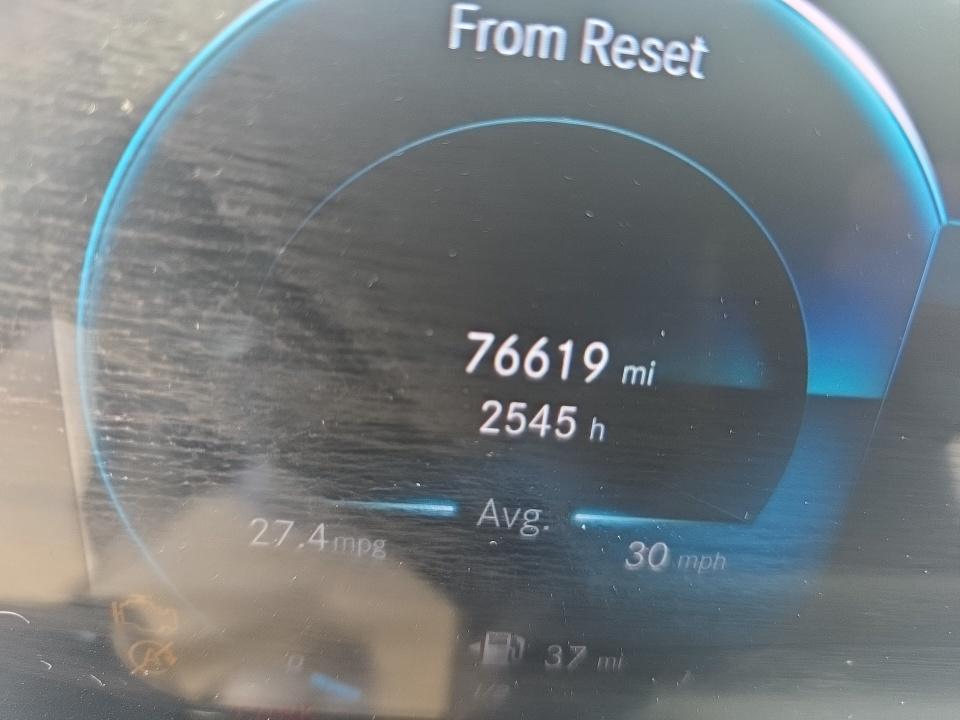 From Reset
76619 mi
2545 h
Avg.
27.4 mpg
30 mph
37 mi